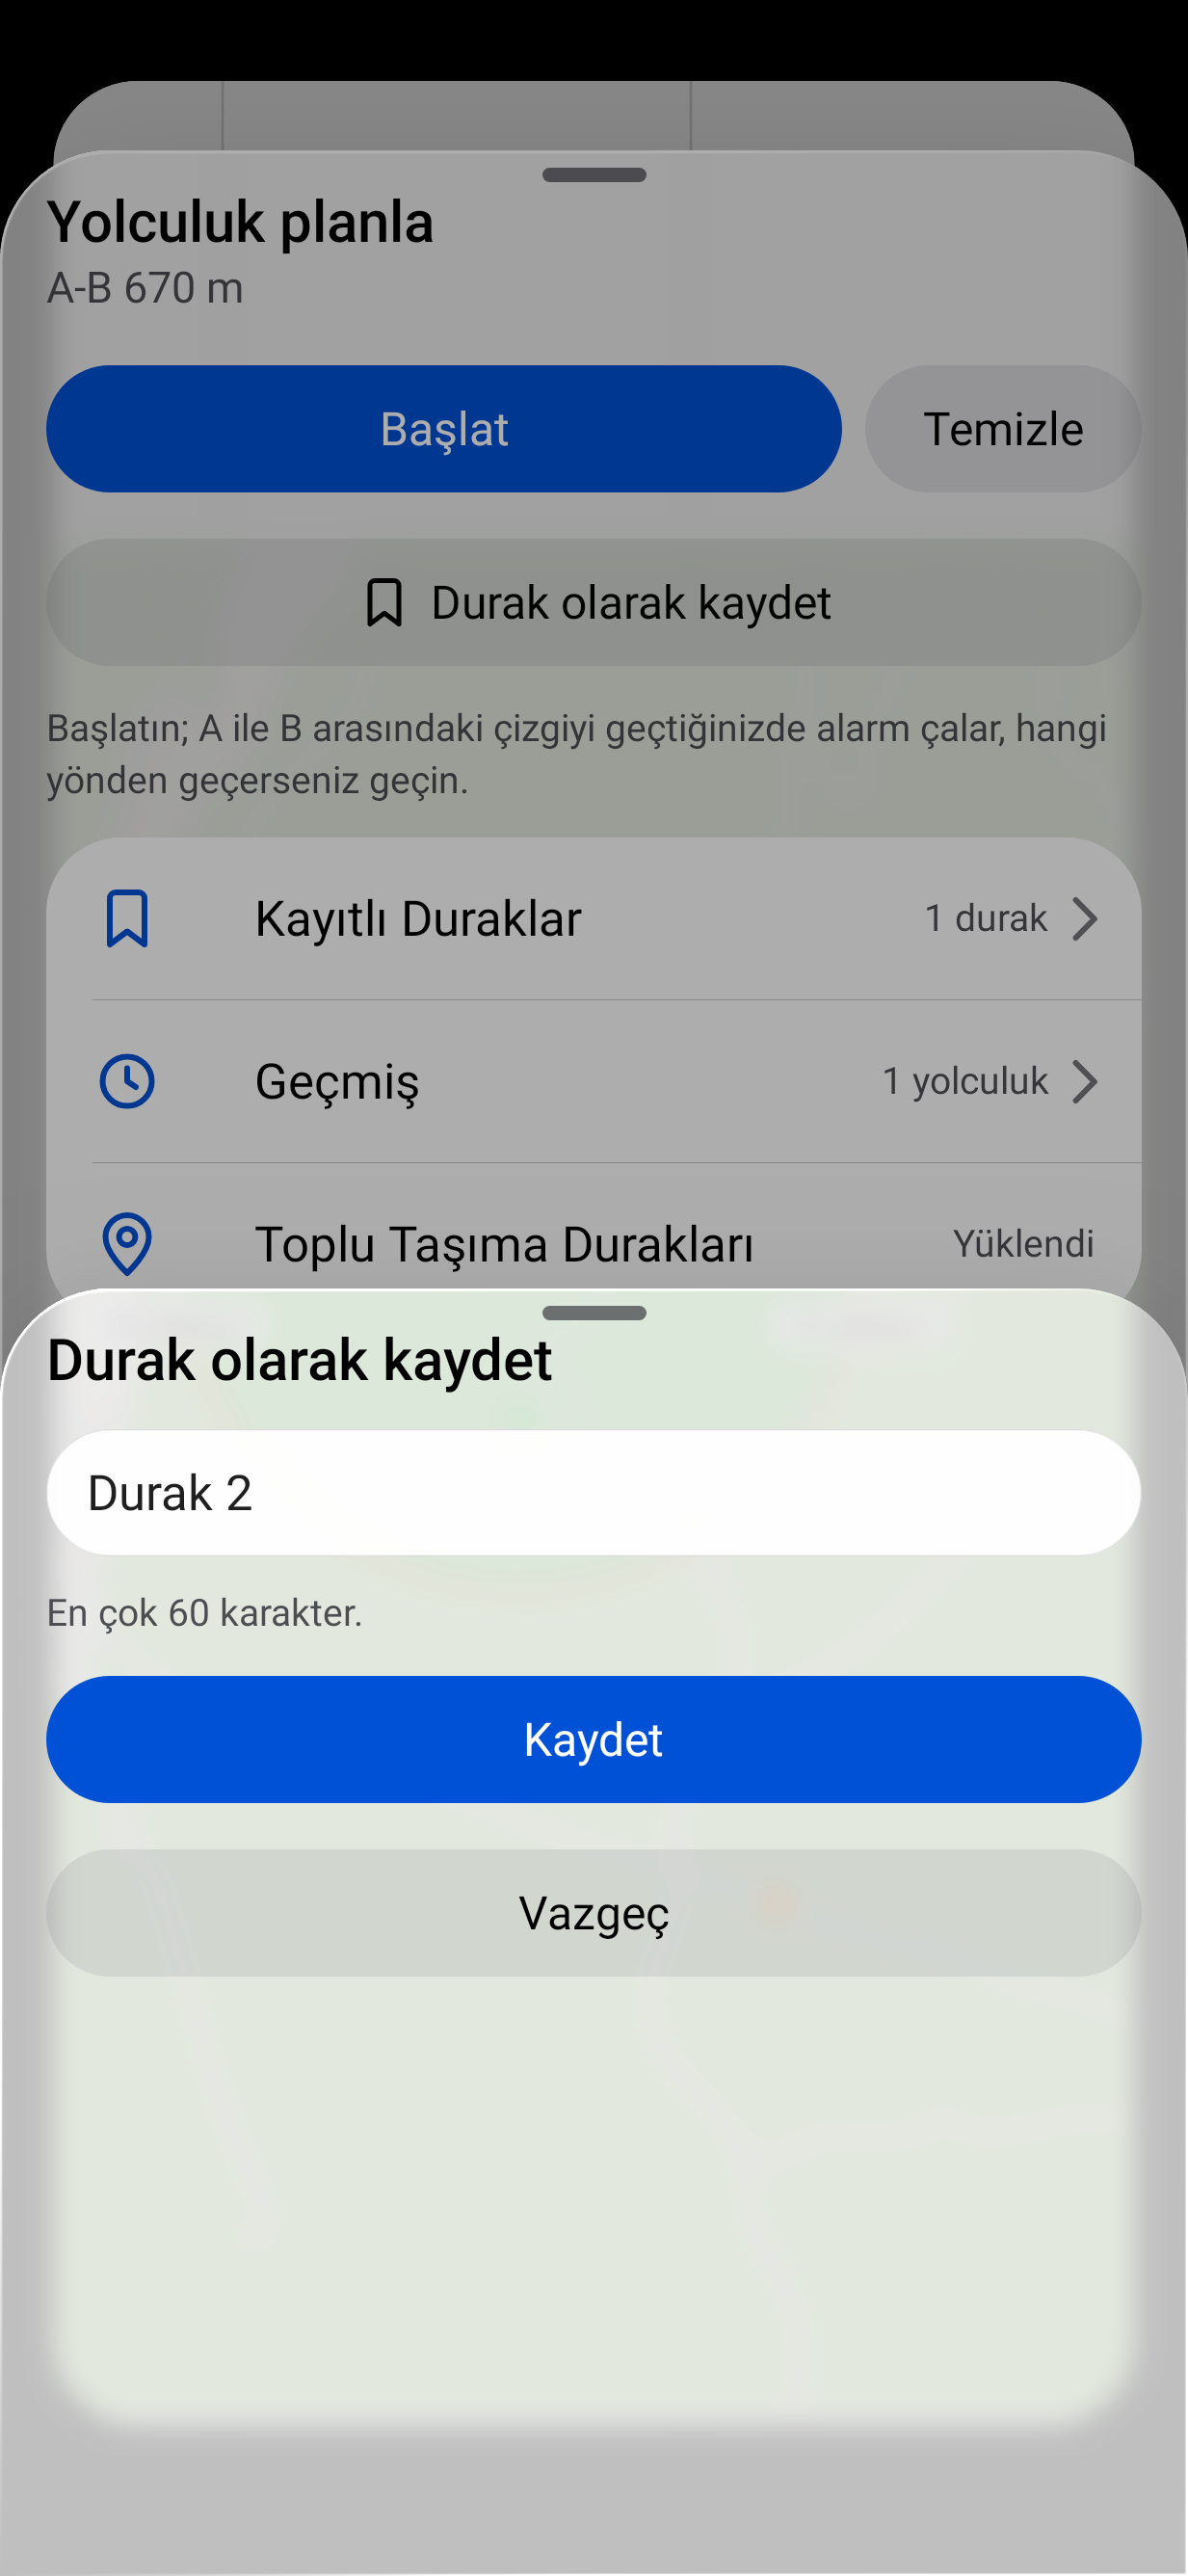 Yolculuk planla
A-B 670 m
Başlat
Temizle
Durak olarak kaydet
Başlatın; A ile B arasındaki çizgiyi geçtiğinizde alarm çalar, hangi
yönden geçerseniz geçin.
Kayıtlı Duraklar
1 durak
Geçmiş
1 yolculuk
Toplu Taşıma Durakları
Yüklendi
Durak olarak kaydet
Durak 2
En çok 60 karakter.
Kaydet
Vazgeç